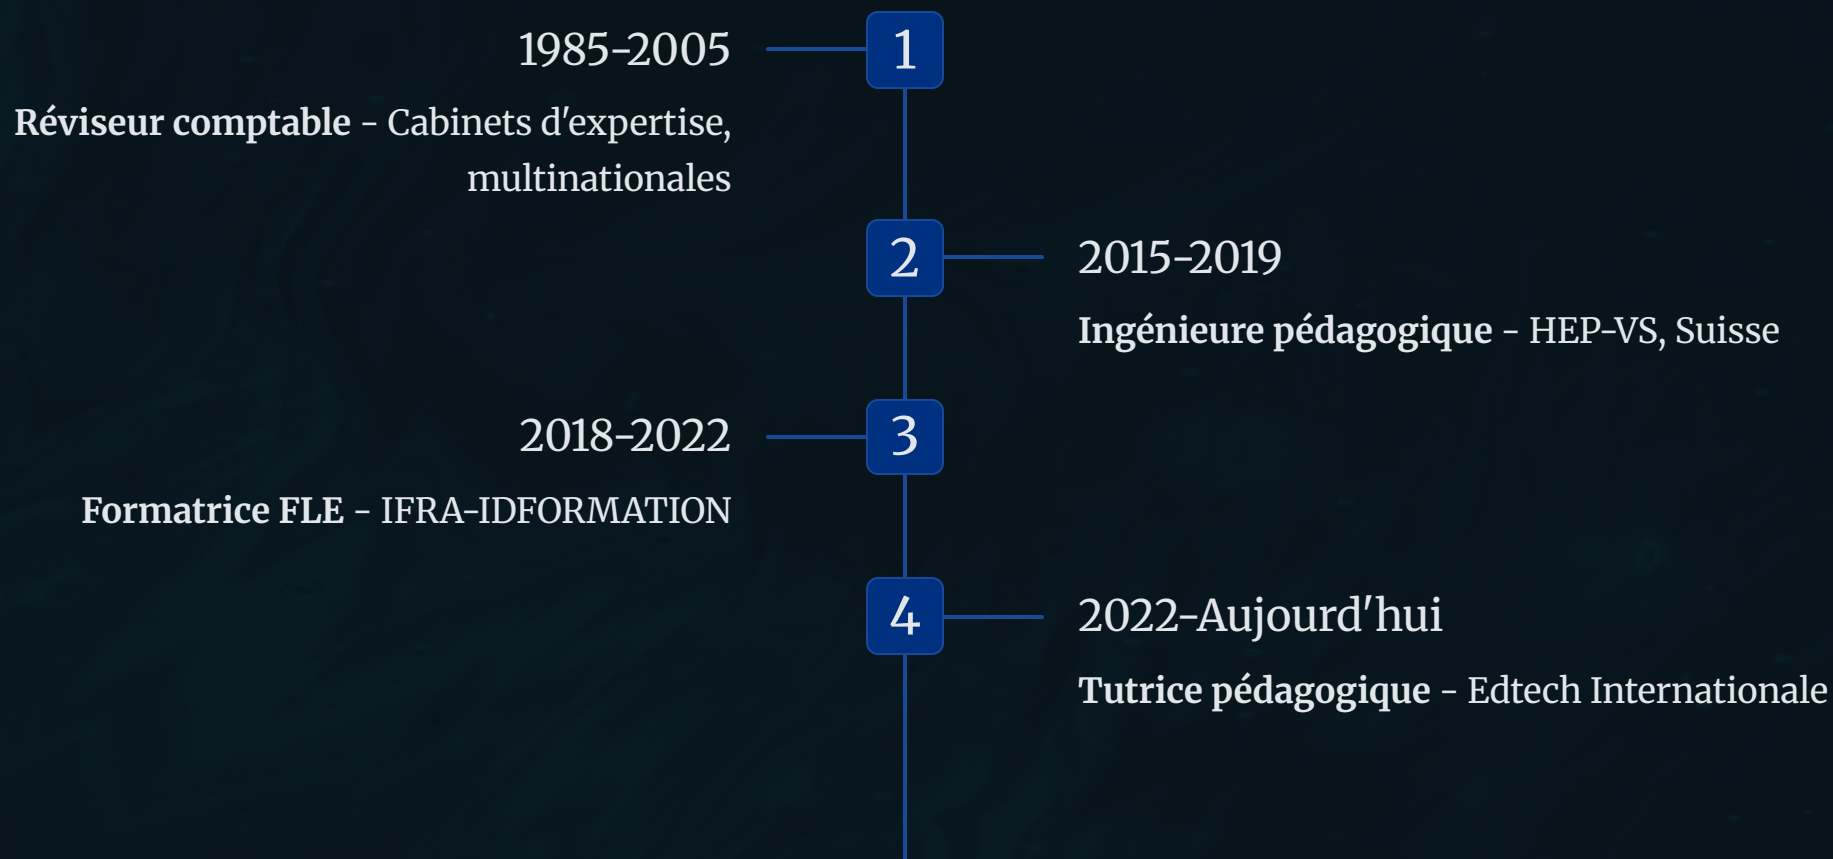 1
1985-2005
Réviseur comptable - Cabinets d'expertise,
multinationales
2
2015-2019
Ingénieure pédagogique - HEP-VS, Suisse
3
2018-2022
Formatrice FLE - IFRA-IDFORMATION
4
2022-Aujourd'hui
Tutrice pédagogique - Edtech Internationale